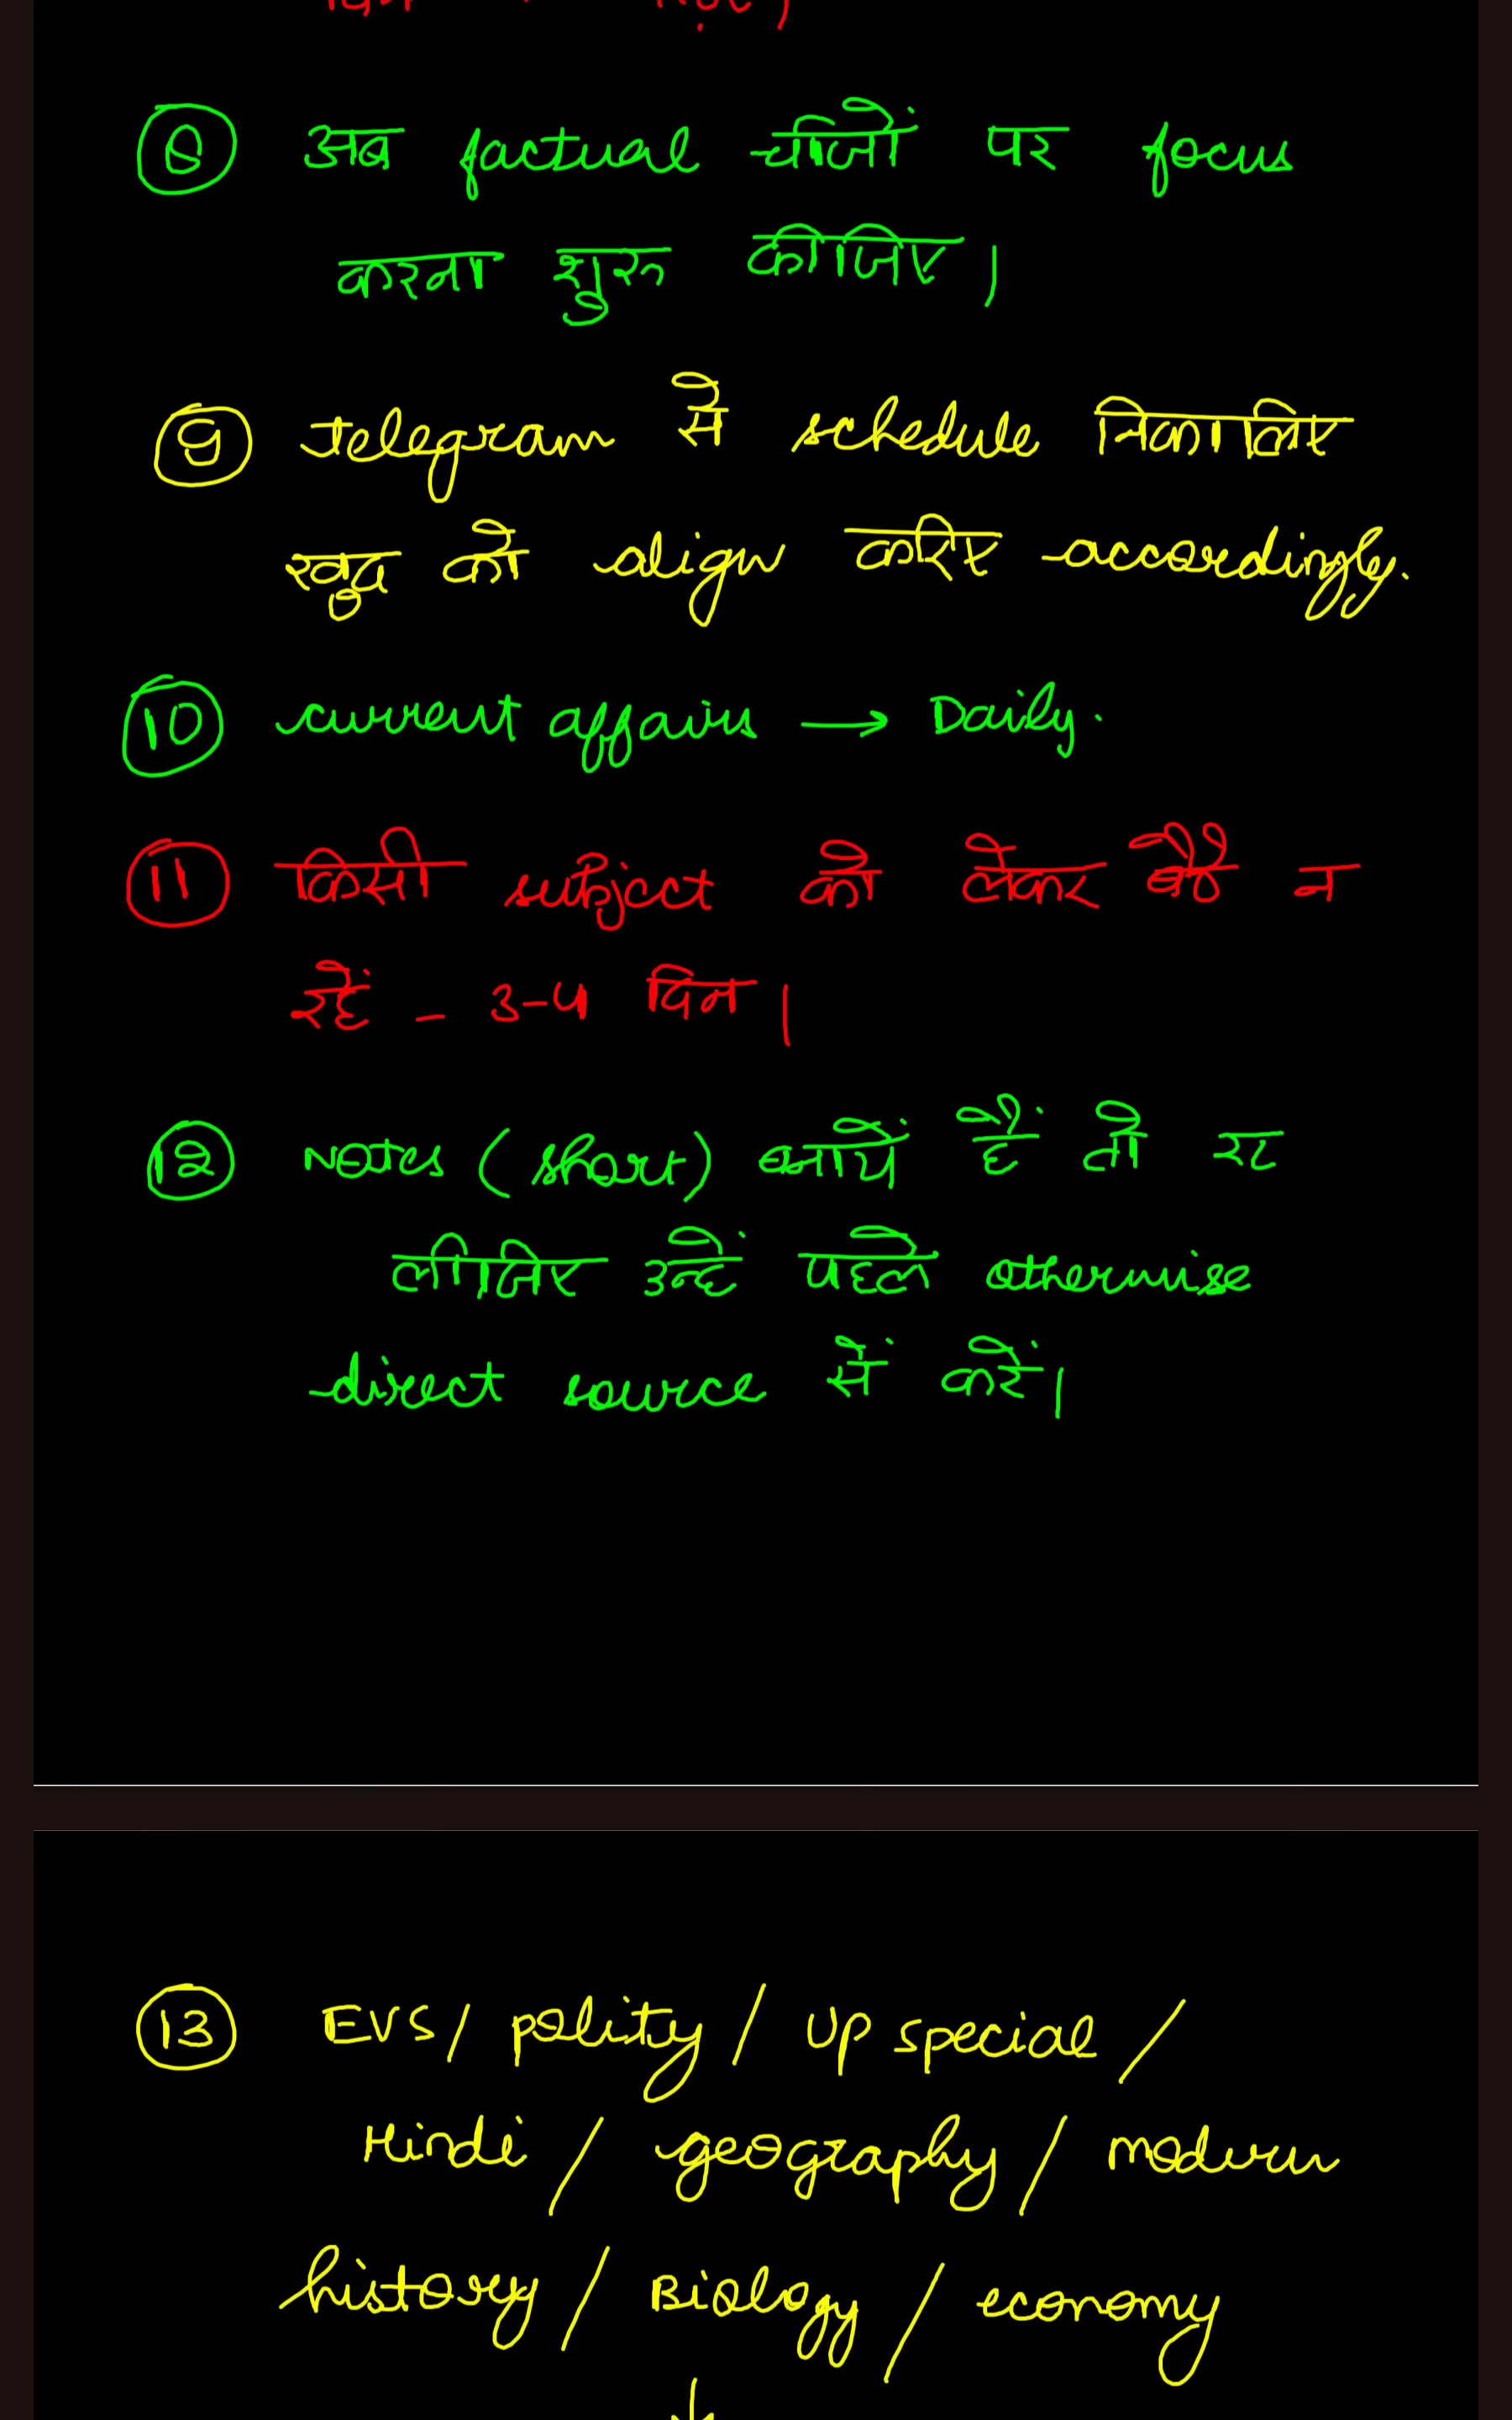 ⑧ अब factual चीजों पर focus
करना शुरु कीजिए।
⑨ Telegram से schedule निकालिए
खुद को align करिए accordingly.
⑩ current affairs → Daily.
⑪ किसी subject को लेकर बैठे न
रहें - 3-4 दिन।
⑫ Notes (short) बनायें हैं तो रट
लीजिए उन्हें पहले otherwise
direct source सें करें।
⑬ EVS / polity / UP special /
Hindi / geography / modern
history / Biology / economy
↓